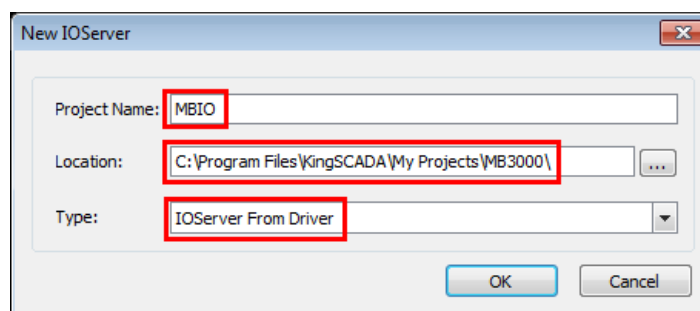 New IOServer
Project Name: MBIO
Location: C:\Program Files\KingSCADA\My Projects\MB3000\ ...
Type: IOServer From Driver
OK Cancel